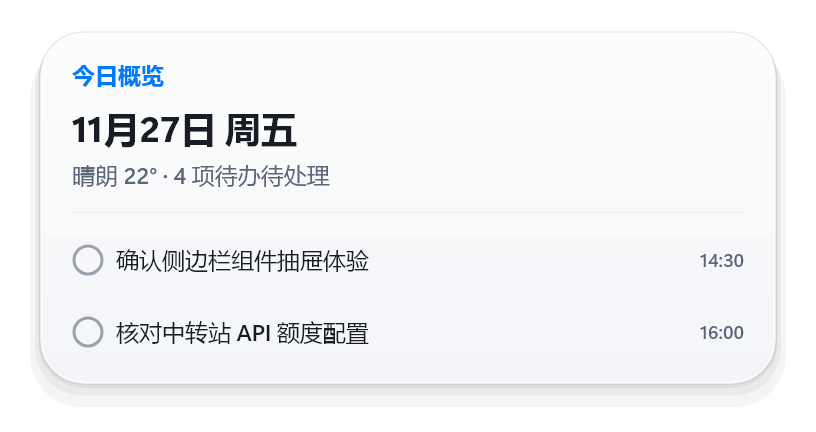 今日概览
11月27日 周五
晴朗 22° · 4 项待办待处理
确认侧边栏组件抽屉体验 14:30
核对中转站 API 额度配置 16:00